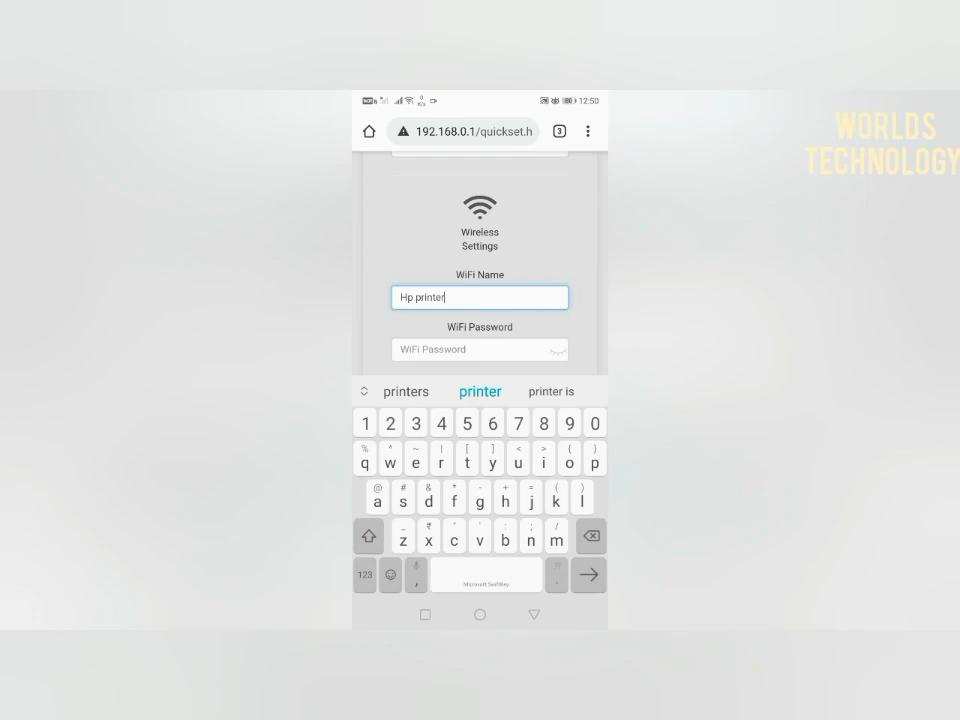 12:50
192.168.0.1/quickset.h
3
WORLDS
TECHNOLOGY
Wireless
Settings
WiFi Name
Hp printer
WiFi Password
WiFi Password
printers printer printer is
1 2 3 4 5 6 7 8 9 0
% ^ ~ | [ ] < > { }
q w e r t y u i o p
@ # & * - + = ( )
a s d f g h j k l
_ ₹ " ' : ; /
z x c v b n m
123 , Microsoft SwiftKey .